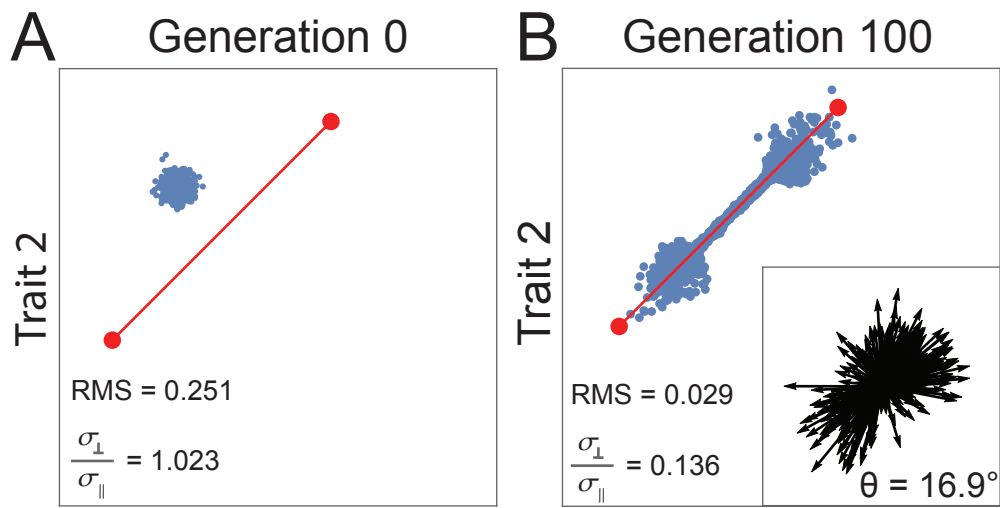 A
Generation 0
Trait 2
RMS = 0.251
σ⊥
σ∥
= 1.023
B
Generation 100
Trait 2
RMS = 0.029
σ⊥
σ∥
= 0.136
θ = 16.9°